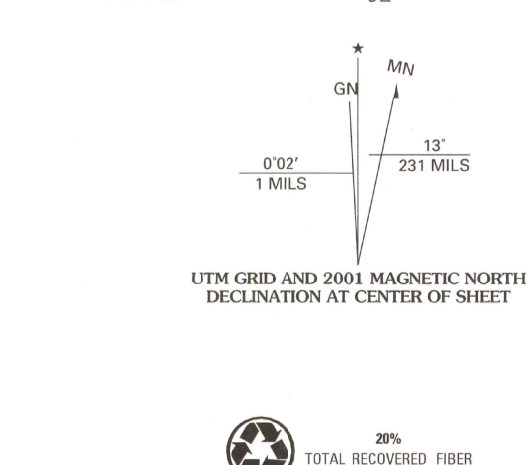 ★
MN
GN
13°
231 MILS
0°02′
1 MILS
UTM GRID AND 2001 MAGNETIC NORTH
DECLINATION AT CENTER OF SHEET
20%
TOTAL RECOVERED FIBER